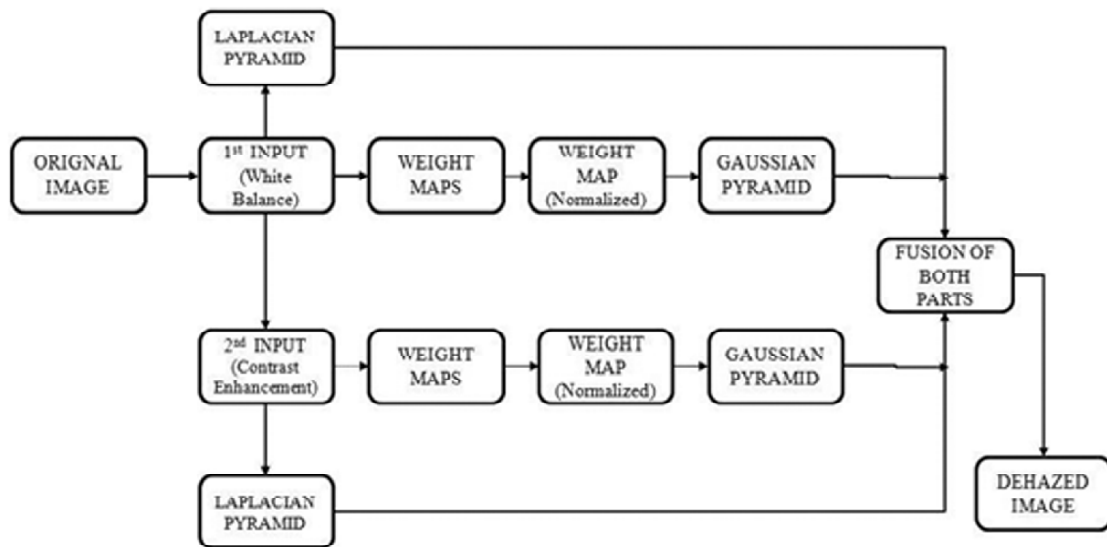 LAPLACIAN
PYRAMID
ORIGNAL
IMAGE
1st INPUT
(White
Balance)
WEIGHT
MAPS
WEIGHT
MAP
(Normalized)
GAUSSIAN
PYRAMID
FUSION OF
BOTH
PARTS
2nd INPUT
(Contrast
Enhancement)
WEIGHT
MAPS
WEIGHT
MAP
(Normalized)
GAUSSIAN
PYRAMID
LAPLACIAN
PYRAMID
DEHAZED
IMAGE